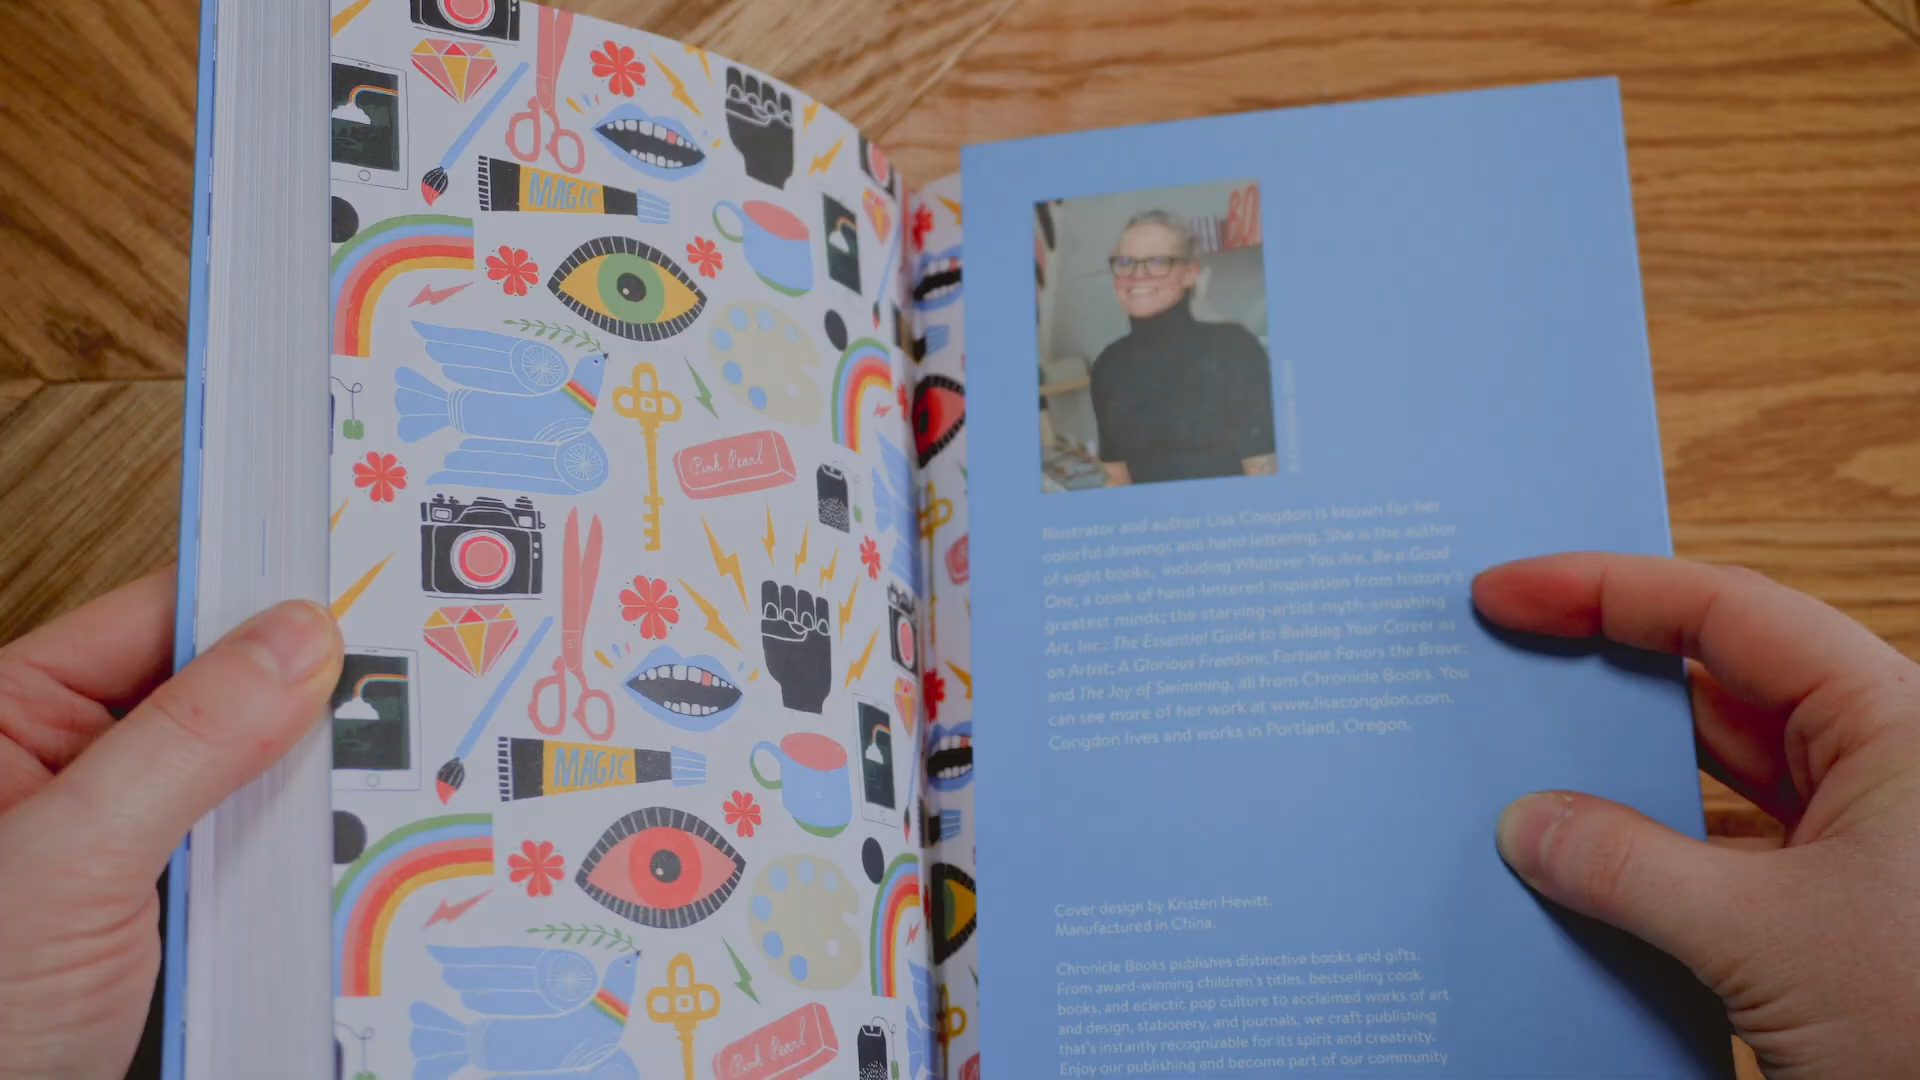 MAGIC
Pink Pearl
MAGIC
Pink Pearl
BO
Illustrator and author Lisa Congdon is known for her
colorful drawings and hand lettering. She is the author
of eight books, including Whatever You Are, Be a Good
One, a book of hand-lettered inspiration from history's
greatest minds; the starving-artist-myth-smashing
Art, Inc.: The Essential Guide to Building Your Career as
an Artist; A Glorious Freedom; Fortune Favors the Brave;
and The Joy of Swimming, all from Chronicle Books. You
can see more of her work at www.lisacongdon.com.
Congdon lives and works in Portland, Oregon.
Cover design by Kristen Hewitt.
Manufactured in China.
Chronicle Books publishes distinctive books and gifts.
From award-winning children's titles, bestselling cook-
books, and eclectic pop culture to acclaimed works of art
and design, stationery, and journals, we craft publishing
that's instantly recognizable for its spirit and creativity.
Enjoy our publishing and become part of our community